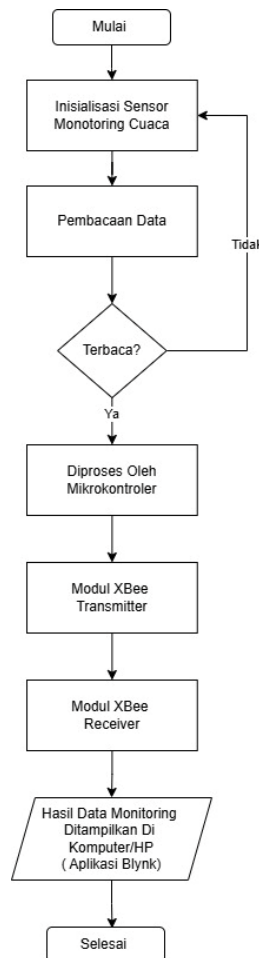 Mulai
Inisialisasi Sensor
Monotoring Cuaca
Pembacaan Data
Tidak
Terbaca?
Ya
Diproses Oleh
Mikrokontroler
Modul XBee
Transmitter
Modul XBee
Receiver
Hasil Data Monitoring
Ditampilkan Di
Komputer/HP
( Aplikasi Blynk)
Selesai